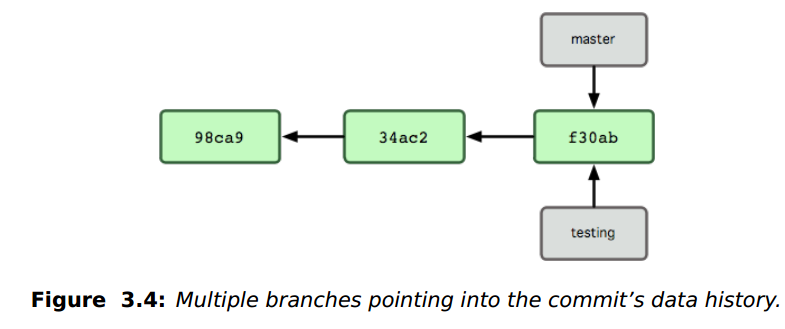 master
98ca9 34ac2 f30ab
testing
Figure 3.4: Multiple branches pointing into the commit’s data history.